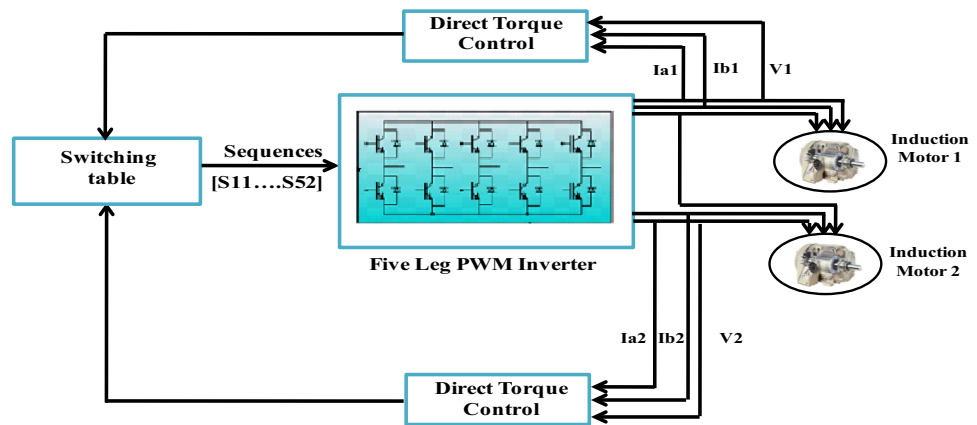 Direct Torque
Control
Ia1
Ib1
V1
Switching
table
Sequences
[S11….S52]
Induction
Motor 1
Five Leg PWM Inverter
Induction
Motor 2
Ia2
Ib2
V2
Direct Torque
Control